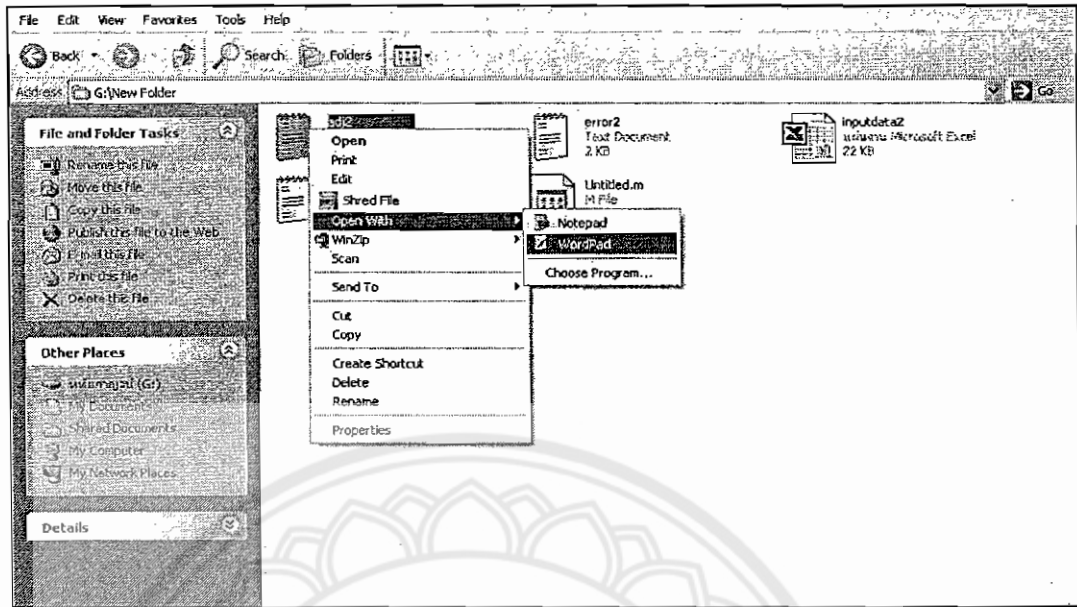 File Edit View Favorites Tools Help
Back Search Folders
Address G:\New Folder Go
File and Folder Tasks
Rename this file
Move this file
Copy this file
Publish this file to the Web
E-mail this file
Print this file
Delete this file
Other Places
(G:)
My Documents
Shared Documents
My Computer
My Network Places
Details
Open
Print
Edit
Shred File
Open With
WinZip
Scan
Send To
Cut
Copy
Create Shortcut
Delete
Rename
Properties
Notepad
WordPad
Choose Program...
error2
Text Document
2 KB
Untitled.m
M File
inputdata2
Microsoft Excel
22 KB